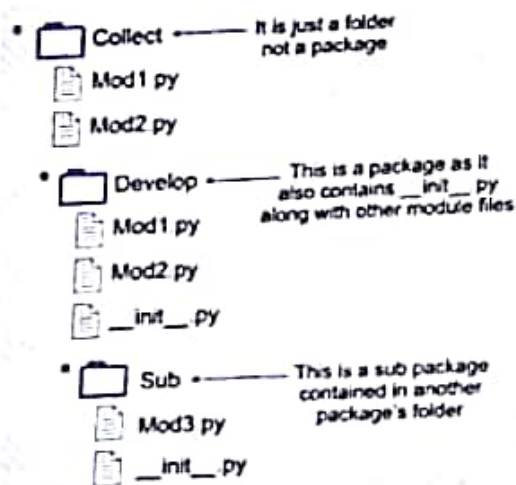 Collect It is just a folder
not a package
Mod1 py
Mod2 py
Develop This is a package as it
also contains __init__ py
along with other module files
Mod1 py
Mod2 py
__init__ py
Sub This is a sub package
contained in another
package's folder
Mod3 py
__init__ py